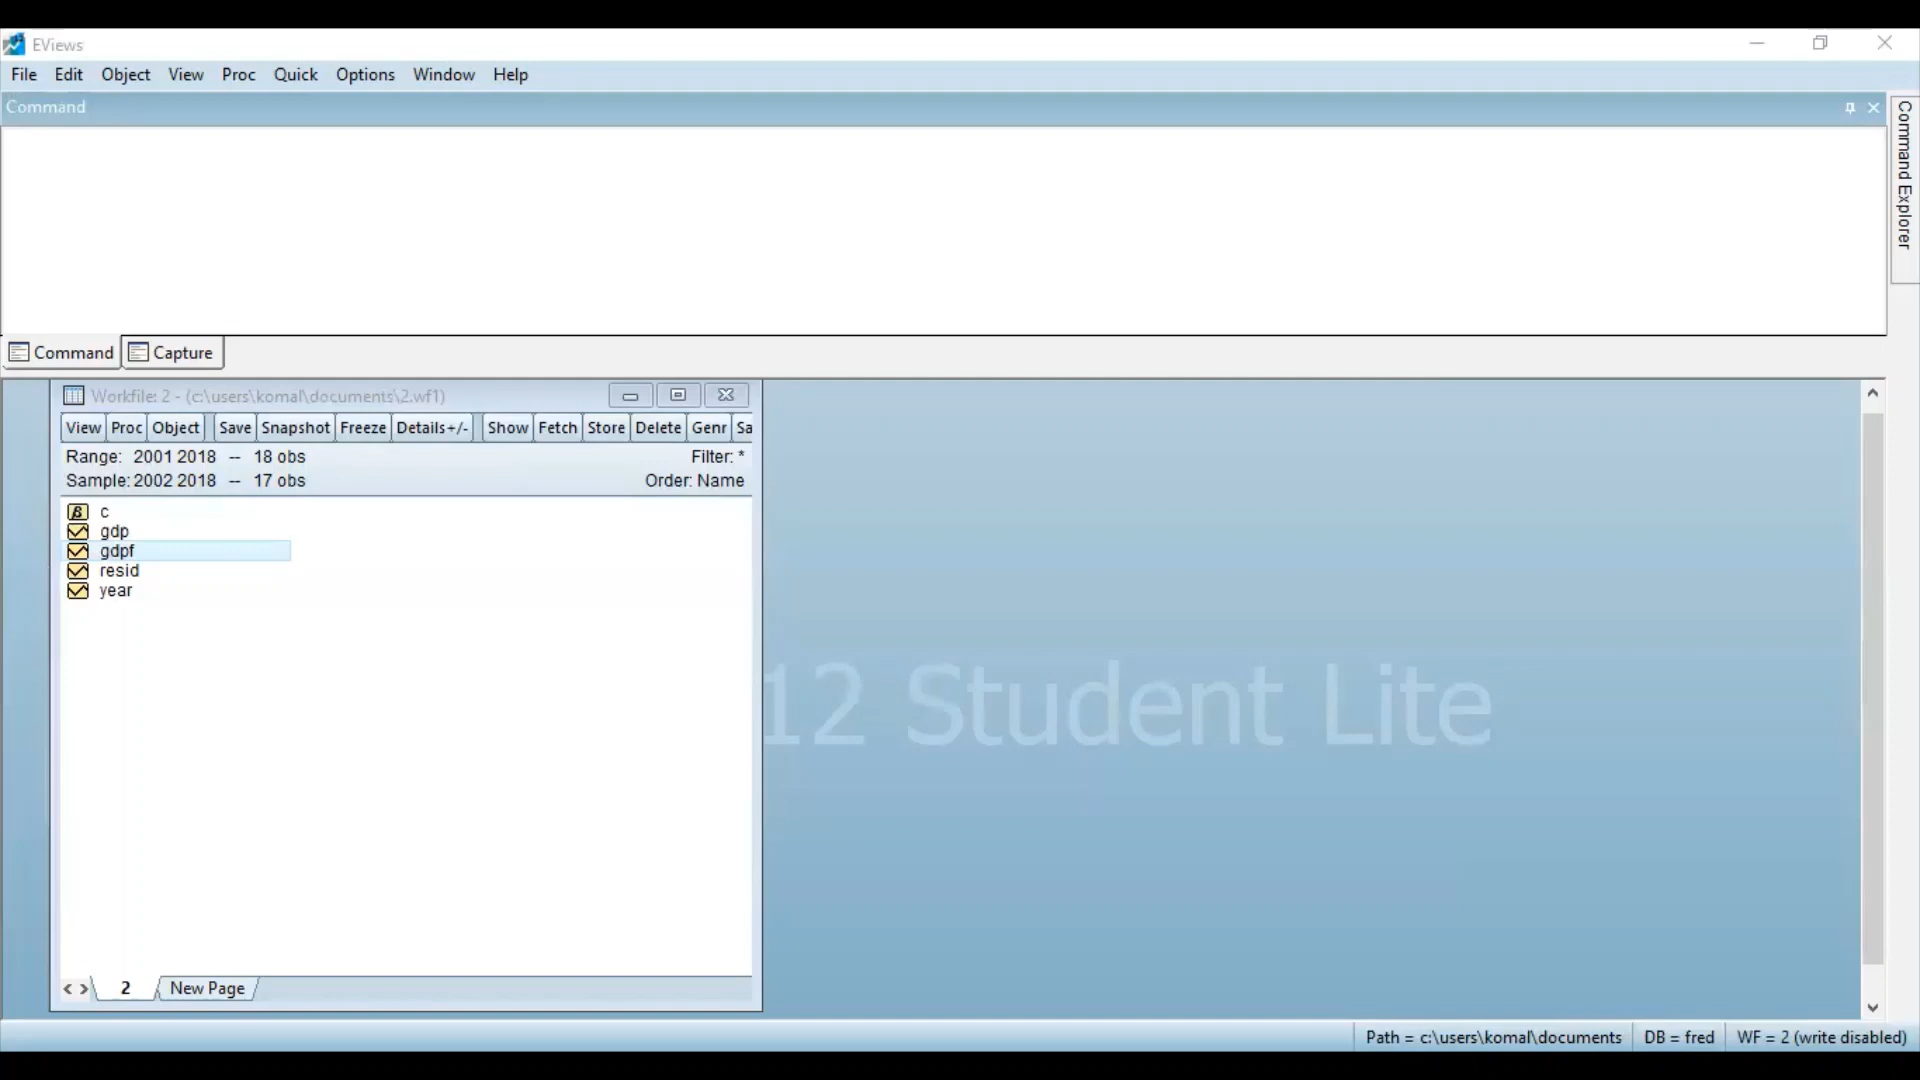 EViews
File Edit Object View Proc Quick Options Window Help
Command
Command Explorer
Command Capture
Workfile: 2 - (c:\users\komal\documents\2.wf1)
View Proc Object Save Snapshot Freeze Details+/- Show Fetch Store Delete Genr Sa
Range: 2001 2018 -- 18 obs Filter: *
Sample: 2002 2018 -- 17 obs Order: Name
β c
gdp
gdpf
resid
year
12 Student Lite
< > 2 New Page
Path = c:\users\komal\documents DB = fred WF = 2 (write disabled)